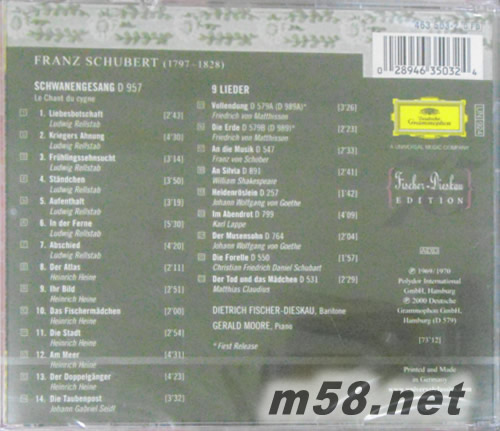 FRANZ SCHUBERT (1797–1828)
SCHWANENGESANG D 957
Le Chant du cygne
1. Liebesbotschaft [2'43]
Ludwig Rellstab
2. Kriegers Ahnung [4'30]
Ludwig Rellstab
3. Frühlingssehnsucht [3'14]
Ludwig Rellstab
4. Ständchen [3'50]
Ludwig Rellstab
5. Aufenthalt [3'19]
Ludwig Rellstab
6. In der Ferne [5'30]
Ludwig Rellstab
7. Abschied [4'20]
Ludwig Rellstab
8. Der Atlas [2'11]
Heinrich Heine
9. Ihr Bild [2'51]
Heinrich Heine
10. Das Fischermädchen [2'00]
Heinrich Heine
11. Die Stadt [2'54]
Heinrich Heine
12. Am Meer [4'31]
Heinrich Heine
13. Der Doppelgänger [4'23]
Heinrich Heine
14. Die Taubenpost [3'32]
Johann Gabriel Seidl
9 LIEDER
Vollendung D 579A (D 989A)* [3'26]
Friedrich von Matthisson
Die Erde D 579B (D 989)* [2'23]
Friedrich von Matthisson
An die Musik D 547 [2'33]
Franz von Schober
An Silvia D 891 [2'41]
William Shakespeare
Heidenröslein D 257 [1'42]
Johann Wolfgang von Goethe
Im Abendrot D 799 [4'09]
Karl Lappe
Der Musensohn D 764 [2'04]
Johann Wolfgang von Goethe
Die Forelle D 550 [1'57]
Christian Friedrich Daniel Schubart
Der Tod und das Mädchen D 531 [2'29]
Matthias Claudius
DIETRICH FISCHER-DIESKAU, Baritone
GERALD MOORE, Piano
* First Release
0 28946 35032 4
Deutsche
Grammophon
A UNIVERSAL MUSIC COMPANY
Fischer-Dieskau
EDITION
ADD
℗ 1969/1970
Polydor International
GmbH, Hamburg
℗ 2000 Deutsche
Grammophon GmbH,
Hamburg (D 579)
[73'12]
Printed and Made
in Germany
m58.net